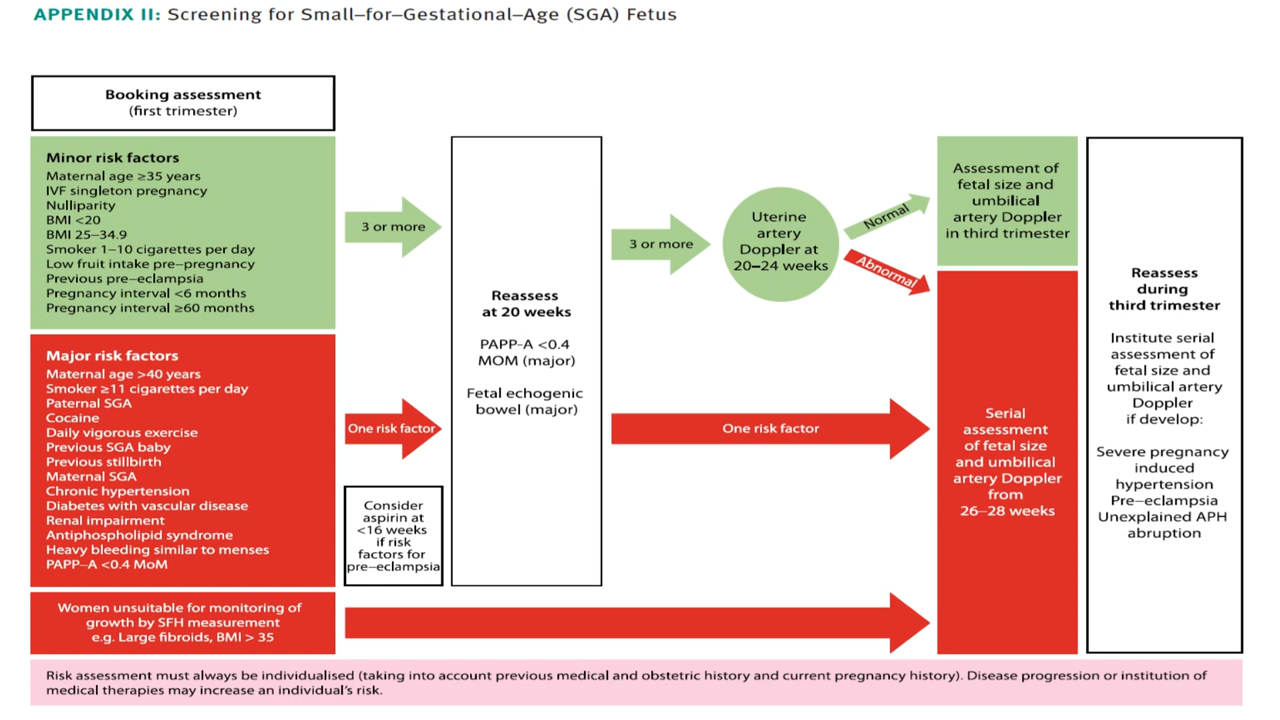 APPENDIX II: Screening for Small–for–Gestational–Age (SGA) Fetus
Booking assessment
(first trimester)
Minor risk factors
Maternal age ≥35 years
IVF singleton pregnancy
Nulliparity
BMI <20
BMI 25–34.9
Smoker 1–10 cigarettes per day
Low fruit intake pre–pregnancy
Previous pre–eclampsia
Pregnancy interval <6 months
Pregnancy interval ≥60 months
3 or more
Major risk factors
Maternal age >40 years
Smoker ≥11 cigarettes per day
Paternal SGA
Cocaine
Daily vigorous exercise
Previous SGA baby
Previous stillbirth
Maternal SGA
Chronic hypertension
Diabetes with vascular disease
Renal impairment
Antiphospholipid syndrome
Heavy bleeding similar to menses
PAPP–A <0.4 MoM
One risk factor
Consider
aspirin at
<16 weeks
if risk
factors for
pre–eclampsia
Women unsuitable for monitoring of
growth by SFH measurement
e.g. Large fibroids, BMI > 35
Reassess
at 20 weeks
PAPP-A <0.4
MOM (major)
Fetal echogenic
bowel (major)
3 or more
Uterine
artery
Doppler at
20–24 weeks
Normal
Abnormal
One risk factor
Assessment of
fetal size and
umbilical
artery Doppler
in third trimester
Serial
assessment
of fetal size
and umbilical
artery Doppler
from
26–28 weeks
Reassess
during
third trimester
Institute serial
assessment of
fetal size and
umbilical artery
Doppler
if develop:
Severe pregnancy
induced
hypertension
Pre–eclampsia
Unexplained APH
abruption
Risk assessment must always be individualised (taking into account previous medical and obstetric history and current pregnancy history). Disease progression or institution of
medical therapies may increase an individual's risk.